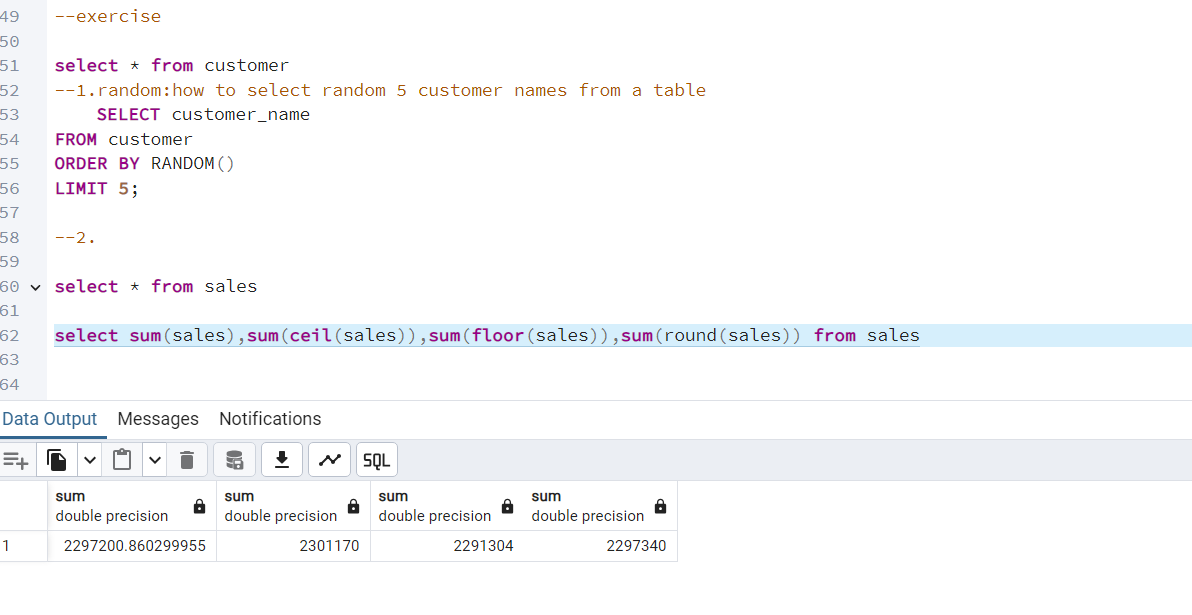 49 --exercise
50
51 select * from customer
52 --1.random:how to select random 5 customer names from a table
53 SELECT customer_name
54 FROM customer
55 ORDER BY RANDOM()
56 LIMIT 5;
57
58 --2.
59
60 select * from sales
61
62 select sum(sales),sum(ceil(sales)),sum(floor(sales)),sum(round(sales)) from sales
63
64
Data Output Messages Notifications
SQL
sum sum sum sum
double precision double precision double precision double precision
1 2297200.860299955 2301170 2291304 2297340